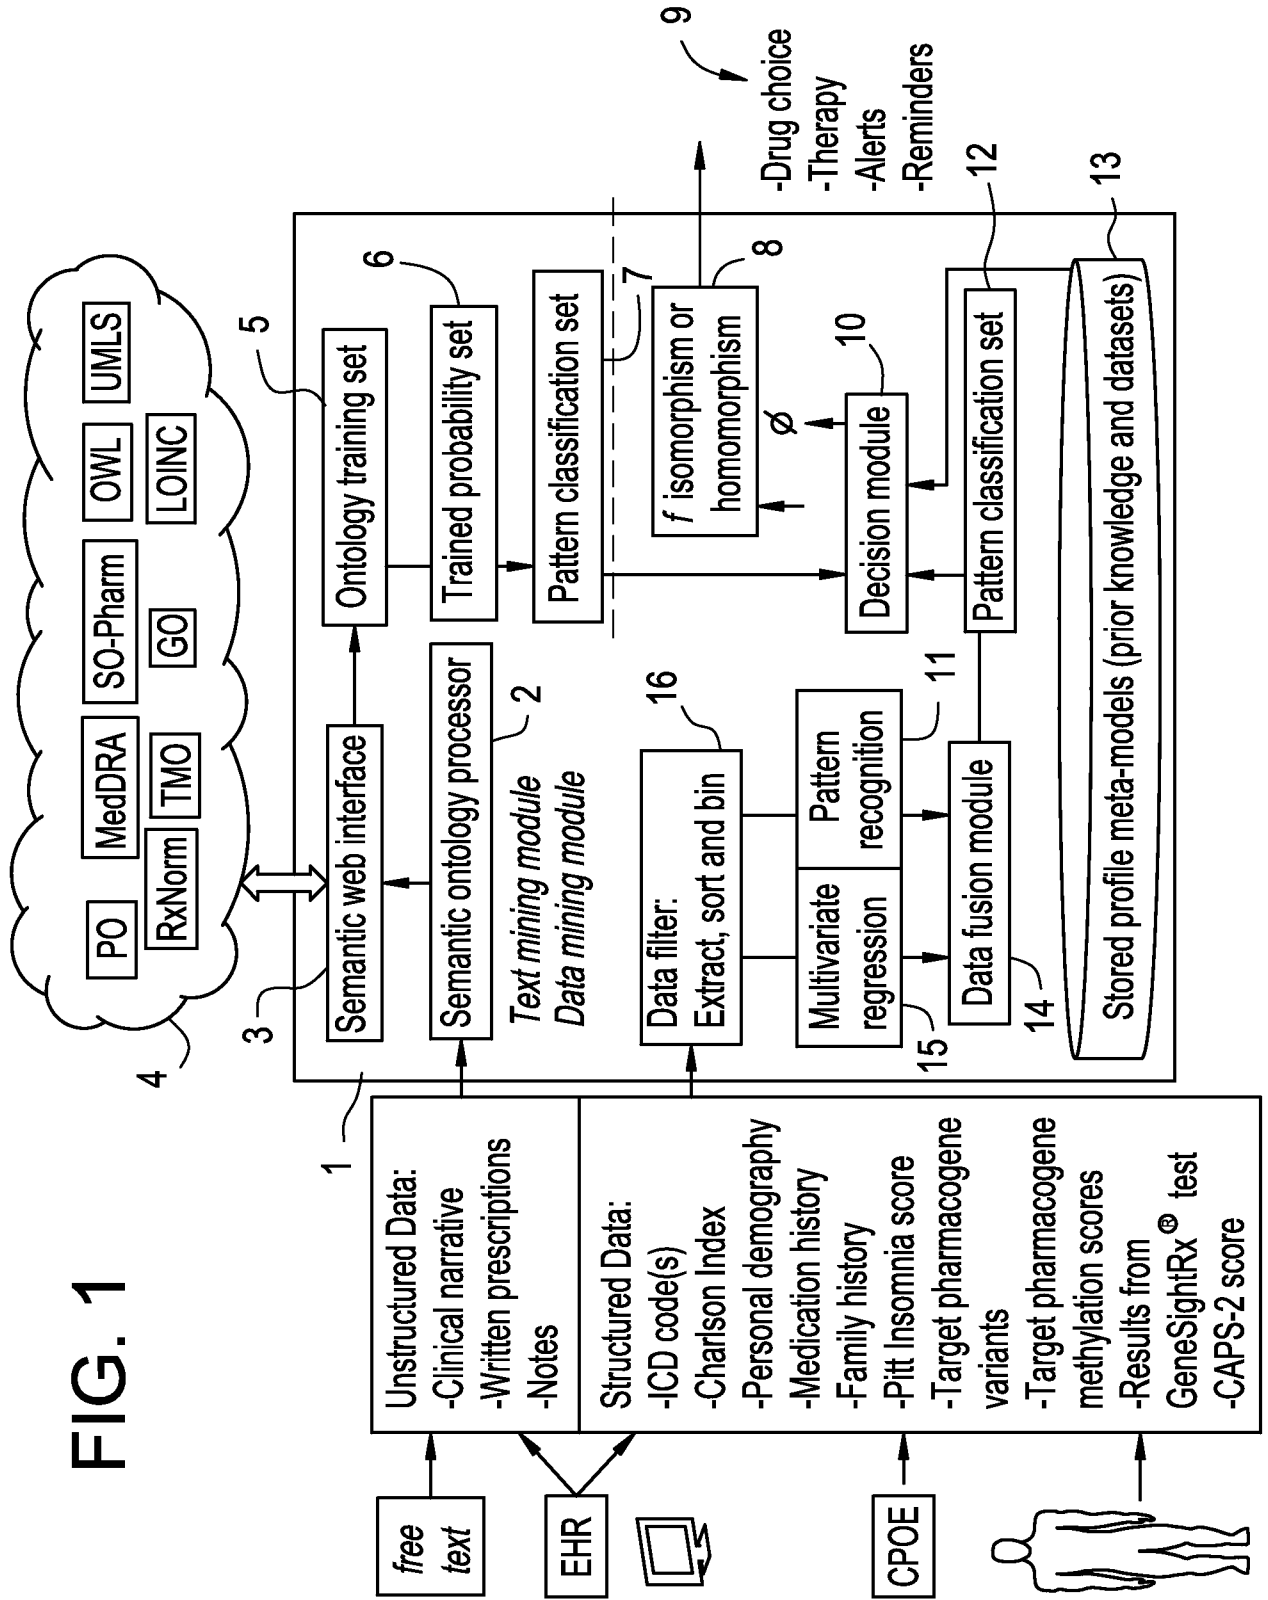 FIG. 1
free
text
EHR
CPOE
Unstructured Data:
-Clinical narrative
-Written prescriptions
-Notes
Structured Data:
-ICD code(s)
-Charlson Index
-Personal demography
-Medication history
-Family history
-Pitt Insomnia score
-Target pharmacogene
variants
-Target pharmacogene
methylation scores
-Results from
GeneSightRx® test
-CAPS-2 score
4
PO
MedDRA
SO-Pharm
OWL
UMLS
RxNorm
TMO
GO
LOINC
1
3
Semantic web interface
Semantic ontology processor
2
Text mining module
Data mining module
5
Ontology training set
6
Trained probability set
Pattern classification set
7
Data filter:
Extract, sort and bin
16
Multivariate
regression
15
Pattern
recognition
11
Data fusion module
14
f isomorphism or
homomorphism
8
Ø
Decision module
10
Pattern classification set
12
Stored profile meta-models (prior knowledge and datasets)
13
9
-Drug choice
-Therapy
-Alerts
-Reminders